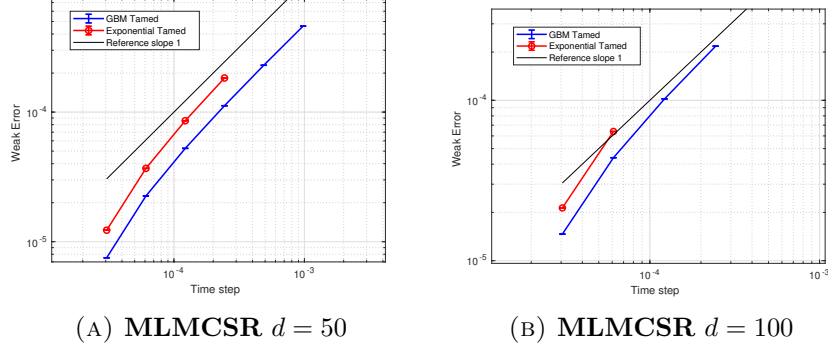 GBM Tamed
Exponential Tamed
Reference slope 1
Weak Error
10-4
10-5
10-4
10-3
Time step
(A) MLMCSR d = 50
GBM Tamed
Exponential Tamed
Reference slope 1
Weak Error
10-4
10-5
10-4
10-3
Time step
(B) MLMCSR d = 100